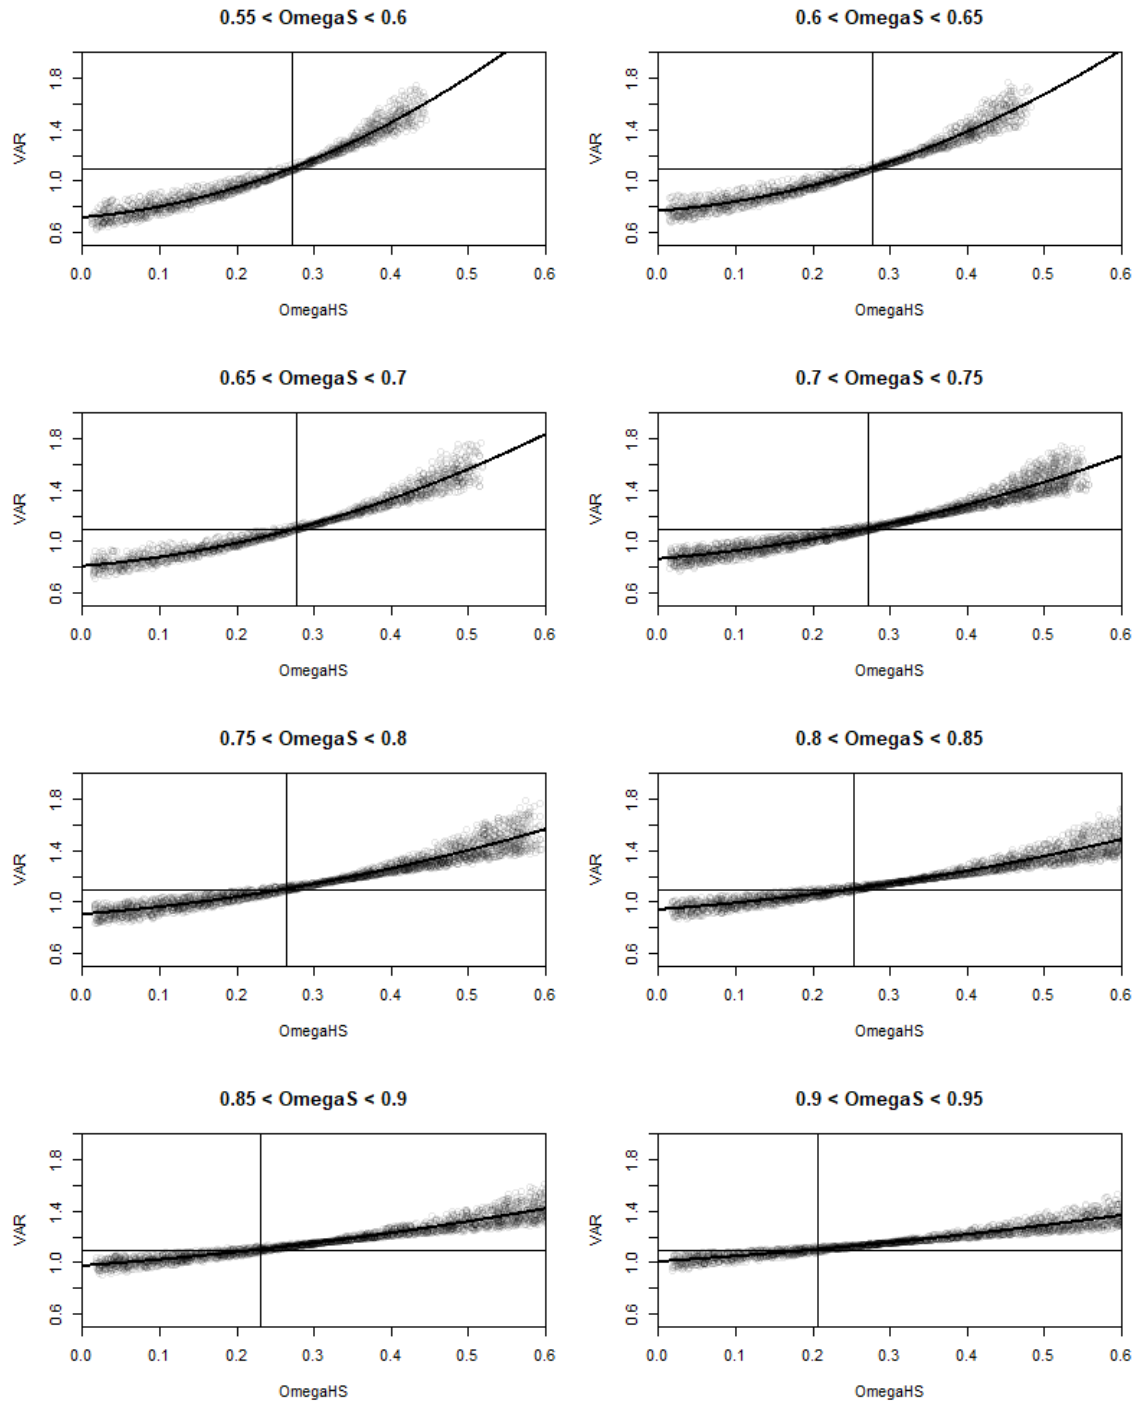 0.55 < OmegaS < 0.6
VAR
0.6 1.0 1.4 1.8
0.0 0.1 0.2 0.3 0.4 0.5 0.6
OmegaHS
0.6 < OmegaS < 0.65
VAR
0.6 1.0 1.4 1.8
0.0 0.1 0.2 0.3 0.4 0.5 0.6
OmegaHS
0.65 < OmegaS < 0.7
VAR
0.6 1.0 1.4 1.8
0.0 0.1 0.2 0.3 0.4 0.5 0.6
OmegaHS
0.7 < OmegaS < 0.75
VAR
0.6 1.0 1.4 1.8
0.0 0.1 0.2 0.3 0.4 0.5 0.6
OmegaHS
0.75 < OmegaS < 0.8
VAR
0.6 1.0 1.4 1.8
0.0 0.1 0.2 0.3 0.4 0.5 0.6
OmegaHS
0.8 < OmegaS < 0.85
VAR
0.6 1.0 1.4 1.8
0.0 0.1 0.2 0.3 0.4 0.5 0.6
OmegaHS
0.85 < OmegaS < 0.9
VAR
0.6 1.0 1.4 1.8
0.0 0.1 0.2 0.3 0.4 0.5 0.6
OmegaHS
0.9 < OmegaS < 0.95
VAR
0.6 1.0 1.4 1.8
0.0 0.1 0.2 0.3 0.4 0.5 0.6
OmegaHS